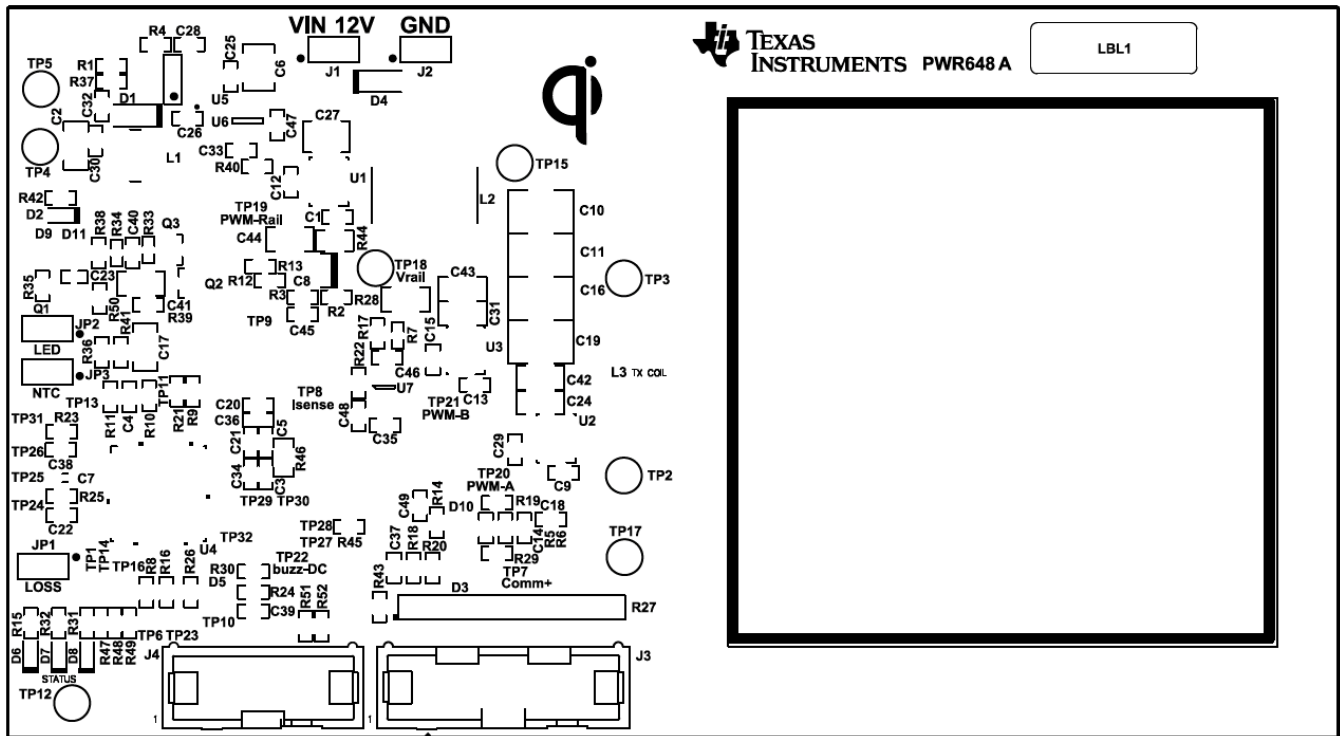 VIN 12V GND
R4 C28
C25
C6
J1 J2
TEXAS
INSTRUMENTS PWR648 A
LBL1
TP5
R1
R37
C32
D1
C2
U5
D4
U6
C26
C47
C27
TP4
C30
L1
C33
R40
C12
U1
TP15
L2
R42
D2
D9 D11
R38
R34
C40
R33
Q3
TP19
PWM-Rail
C1
C44
R44
C10
C11
R35
C23
Q1
R50
C41
R39
Q2
R13
R12
C8
R3
R2
TP9
C45
TP18
Vrail
R28
C43
C31
C16
TP3
JP2
LED
R41
R36
C17
R17
R7
C15
U3
C19
R22
C46
JP3
NTC
TP13
TP11
R11
C4
R10
R21
R9
TP8
Isense
U7
C48
C35
TP21
PWM-B
C13
C42
C24
U2
L3 TX COIL
TP31
R23
TP26
C38
TP25
C7
TP24
R25
C22
C20
C36
C21
C5
R46
C34
C3
TP29 TP30
C29
C9
TP2
TP20
PWM-A
C49
R14
D10
R19
C18
C14
R5
R6
R29
TP7
Comm+
TP17
JP1
LOSS
TP1
TP14
TP16
U4
TP32
TP28
TP27
R45
C37
R18
R20
R8
R16
R26
R30
D5
TP22
buzz-DC
R24
TP10
C39
R51
R52
R43
D3
R27
R15
R32
R31
D6
D7
D8
R47
R48
R49
TP6 TP23
STATUS
TP12
J4
J3
1
1